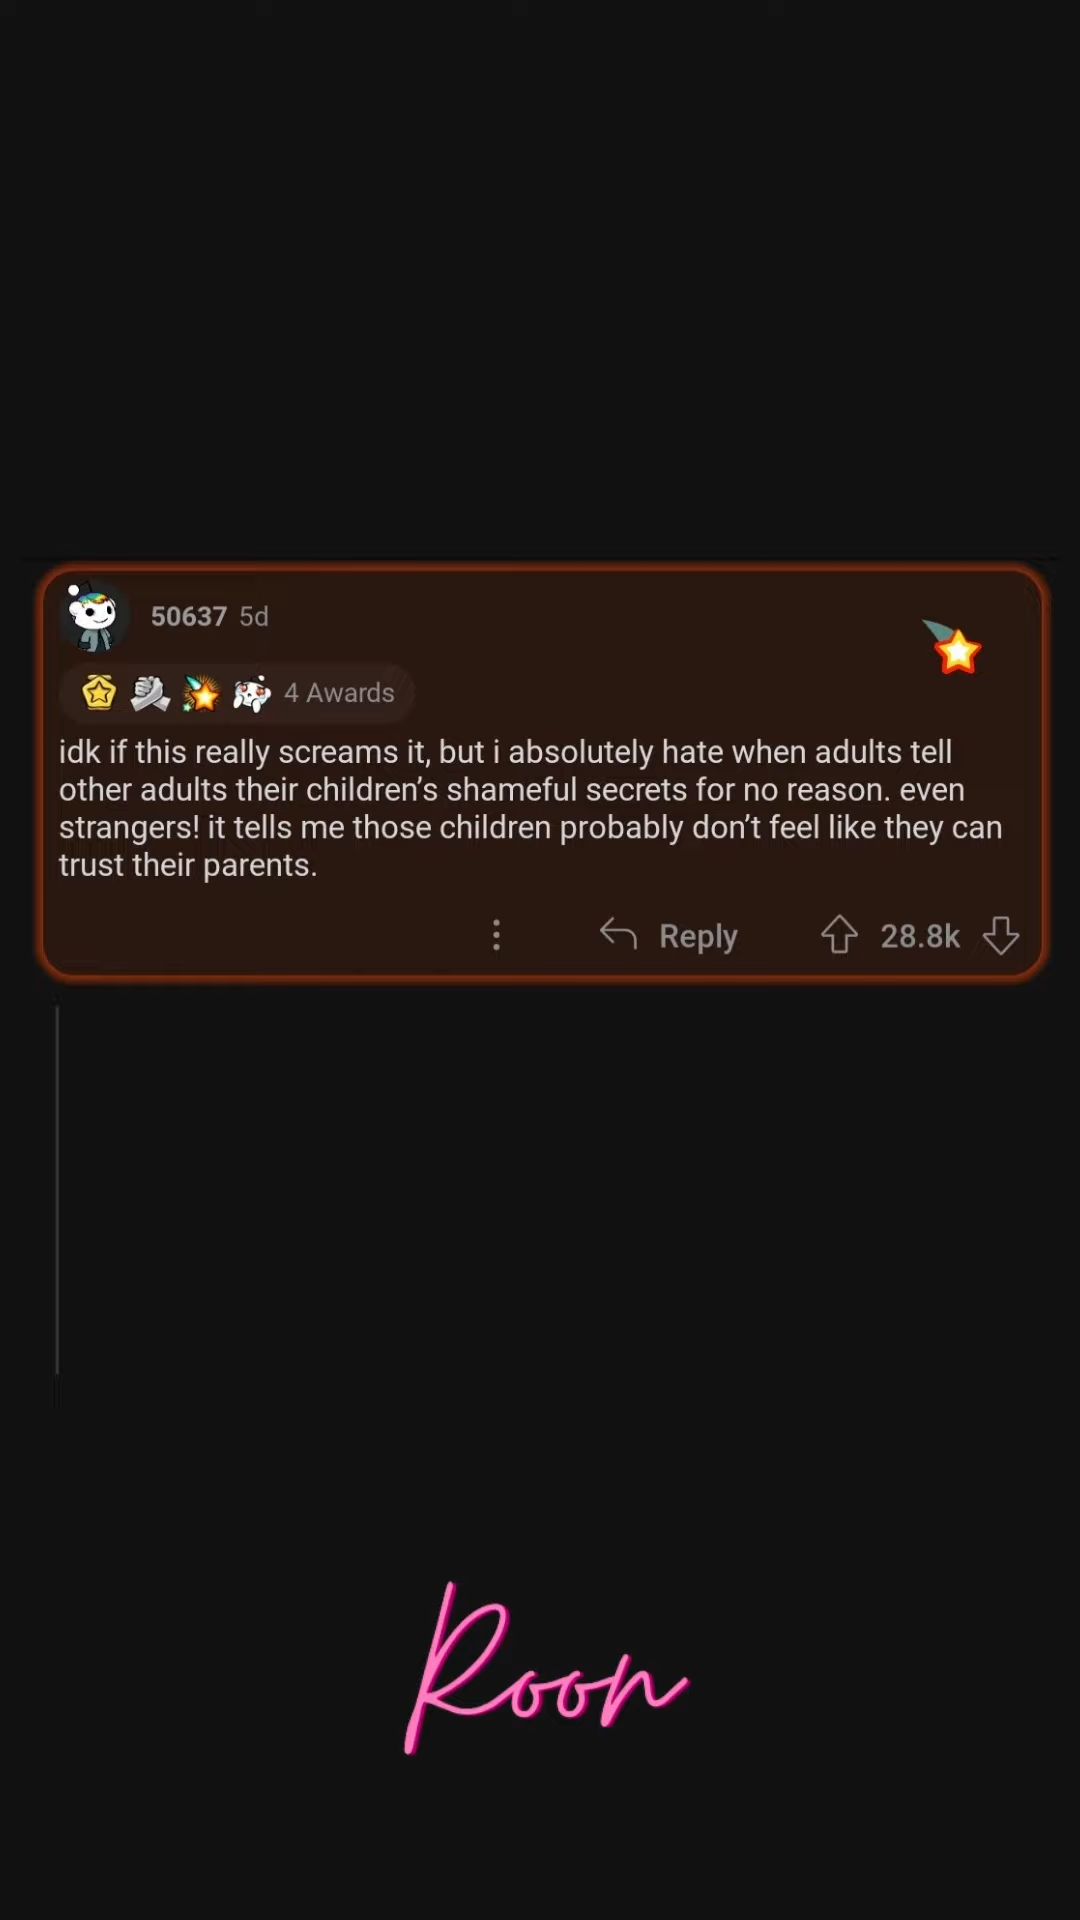 50637 5d
4 Awards
idk if this really screams it, but i absolutely hate when adults tell
other adults their children’s shameful secrets for no reason. even
strangers! it tells me those children probably don’t feel like they can
trust their parents.
Reply 28.8k
Roon